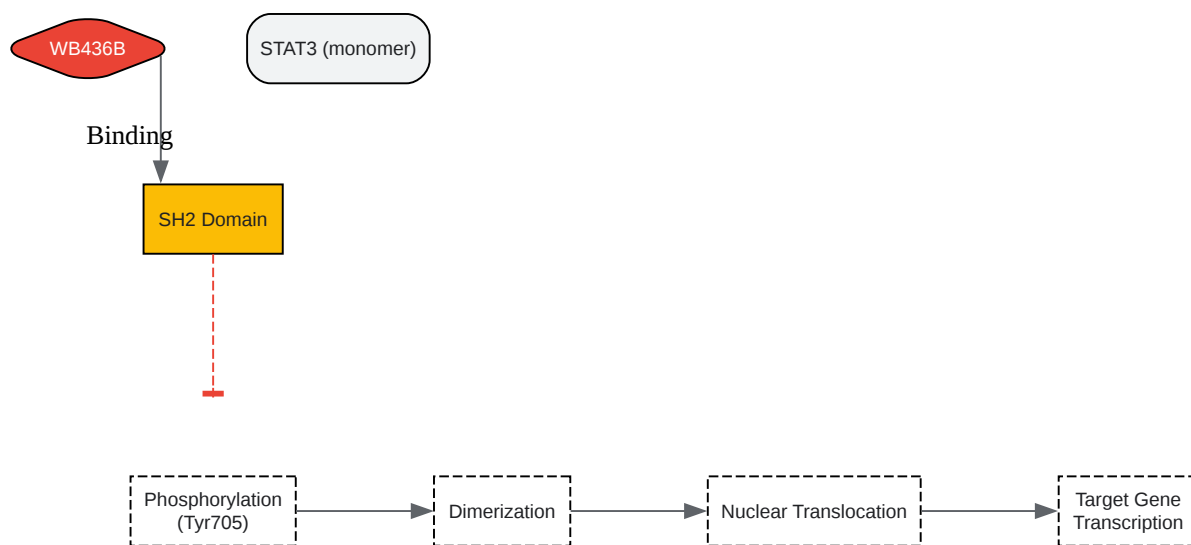 WB436B
STAT3 (monomer)
Binding
SH2 Domain
Phosphorylation
(Tyr705)
Dimerization
Nuclear Translocation
Target Gene
Transcription